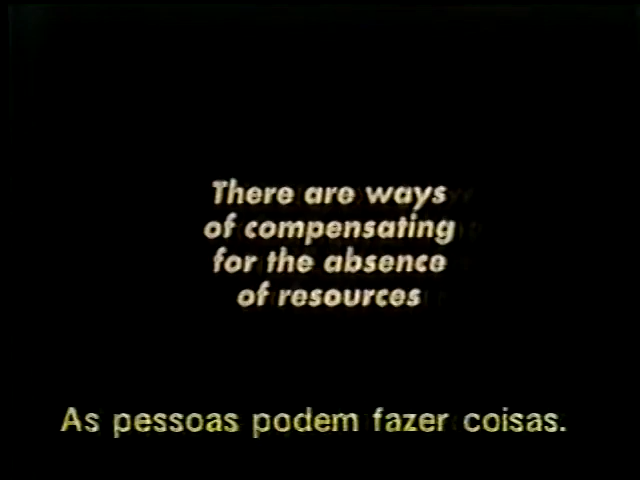 There are ways
of compensating
for the absence
of resources
As pessoas podem fazer coisas.